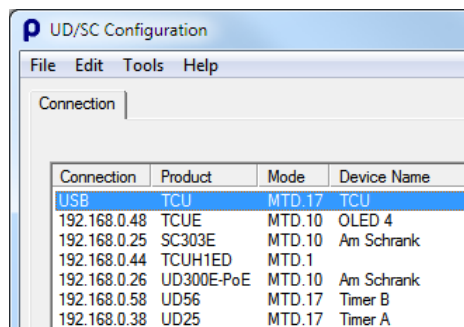 UD/SC Configuration
File Edit Tools Help
Connection
Connection Product Mode Device Name
USB TCU MTD.17 TCU
192.168.0.48 TCUE MTD.10 OLED 4
192.168.0.25 SC303E MTD.10 Am Schrank
192.168.0.44 TCUH1ED MTD.1
192.168.0.26 UD300E-PoE MTD.10 Am Schrank
192.168.0.58 UD56 MTD.17 Timer B
192.168.0.38 UD25 MTD.17 Timer A